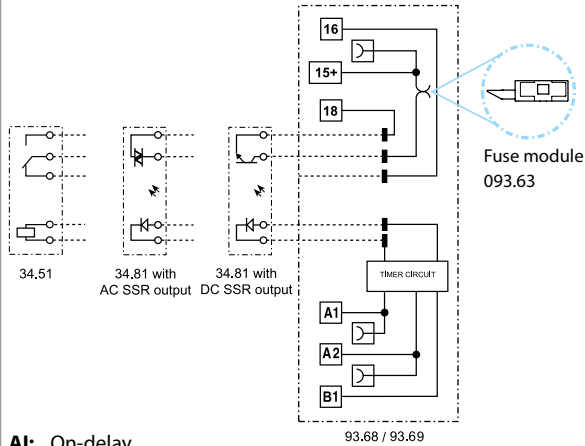 16
15+
18
Fuse module
093.63
34.51
34.81 with
AC SSR output
34.81 with
DC SSR output
TIMER CIRCUIT
A1
A2
B1
93.68 / 93.69
AI: On-delay